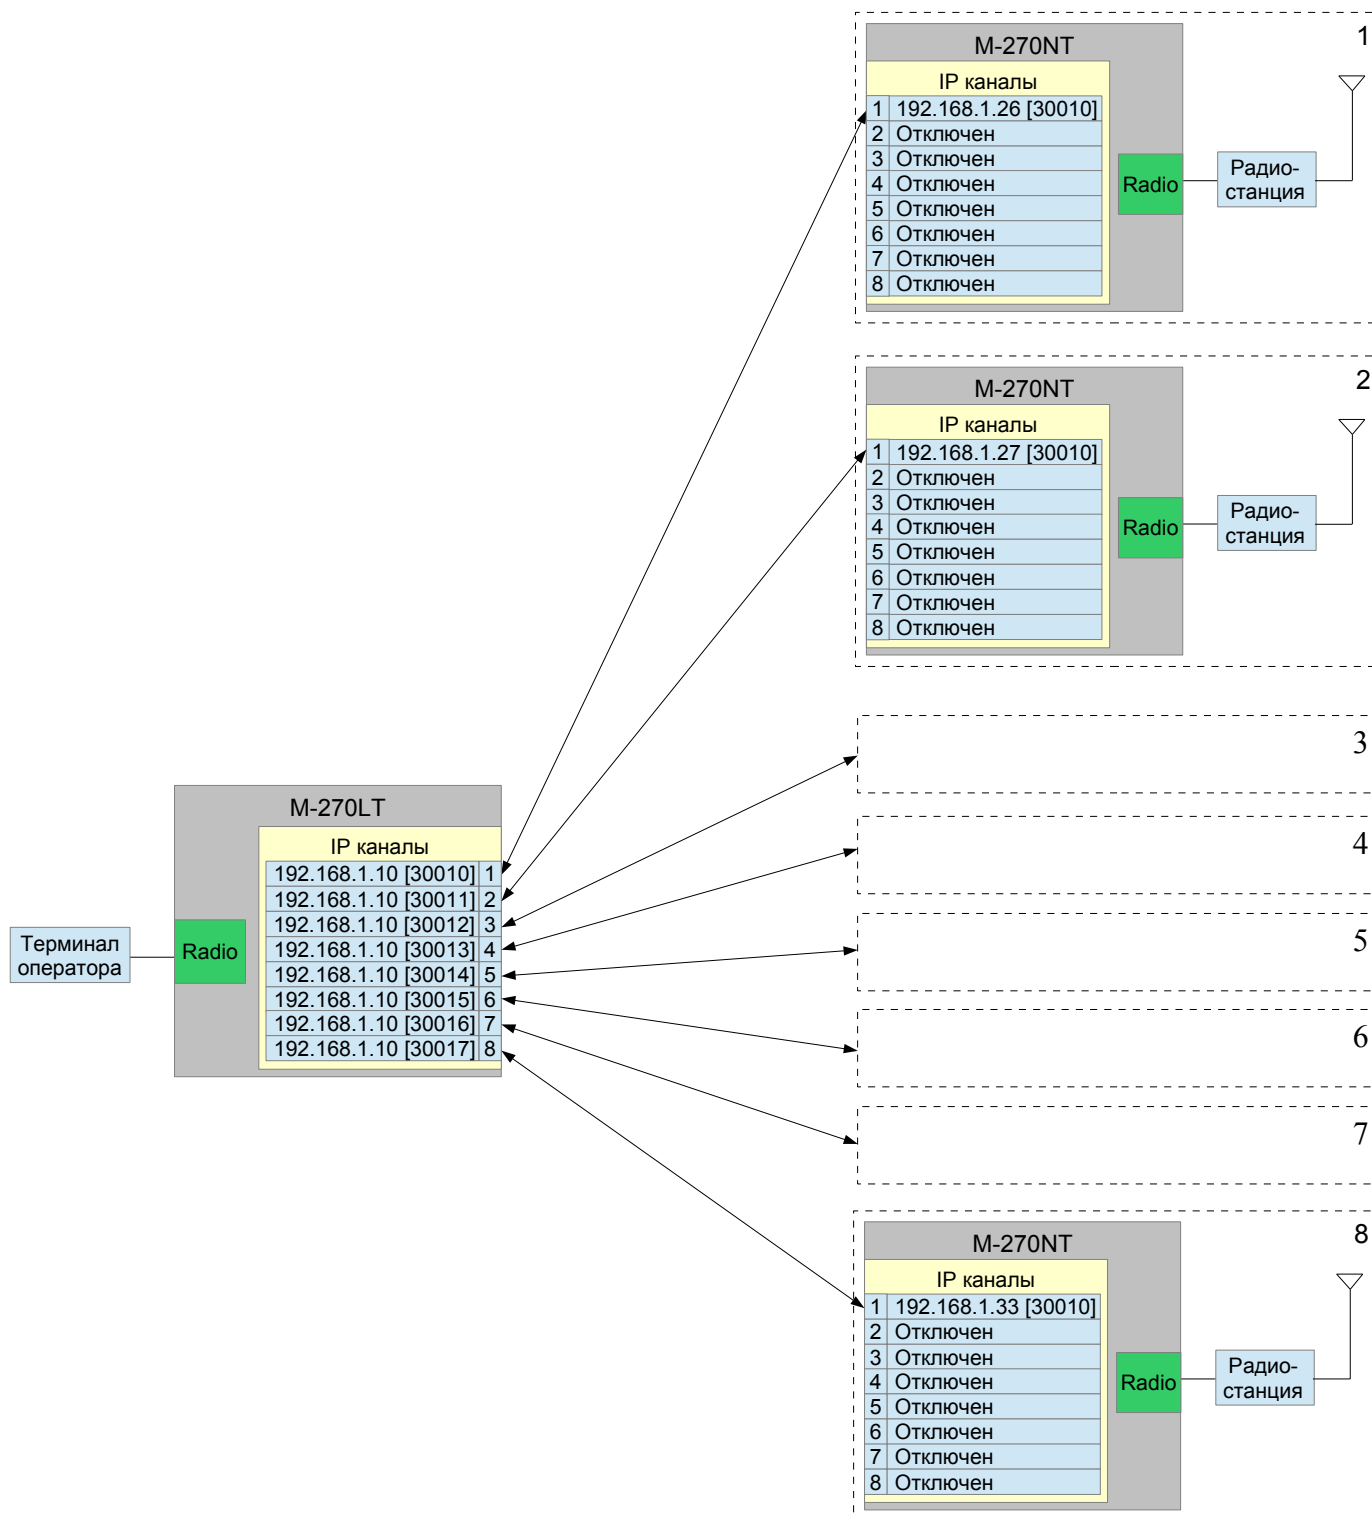 1
M-270NT
IP каналы
1 192.168.1.26 [30010]
2 Отключен
3 Отключен
4 Отключен
5 Отключен
6 Отключен
7 Отключен
8 Отключен
Radio
Радио-
станция
2
M-270NT
IP каналы
1 192.168.1.27 [30010]
2 Отключен
3 Отключен
4 Отключен
5 Отключен
6 Отключен
7 Отключен
8 Отключен
Radio
Радио-
станция
3
4
5
6
7
Терминал
оператора
Radio
M-270LT
IP каналы
192.168.1.10 [30010] 1
192.168.1.10 [30011] 2
192.168.1.10 [30012] 3
192.168.1.10 [30013] 4
192.168.1.10 [30014] 5
192.168.1.10 [30015] 6
192.168.1.10 [30016] 7
192.168.1.10 [30017] 8
8
M-270NT
IP каналы
1 192.168.1.33 [30010]
2 Отключен
3 Отключен
4 Отключен
5 Отключен
6 Отключен
7 Отключен
8 Отключен
Radio
Радио-
станция